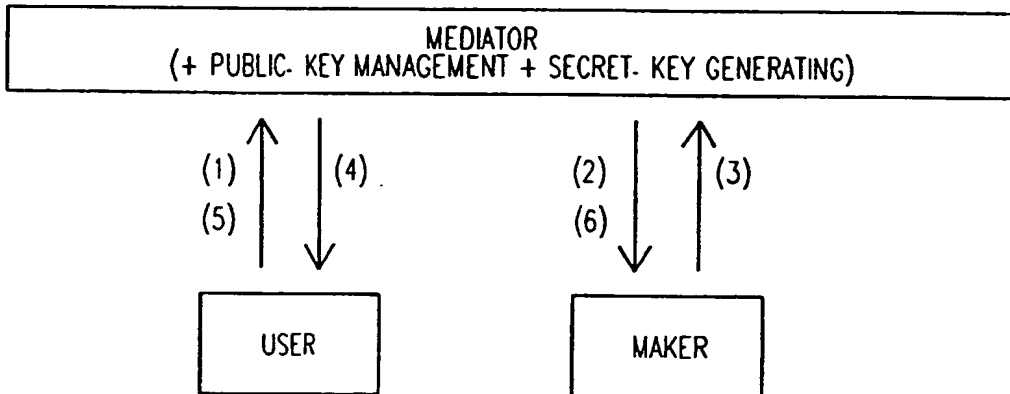 MEDIATOR
(+ PUBLIC- KEY MANAGEMENT + SECRET- KEY GENERATING)
(1)
(4)
(2)
(3)
(5)
(6)
USER
MAKER